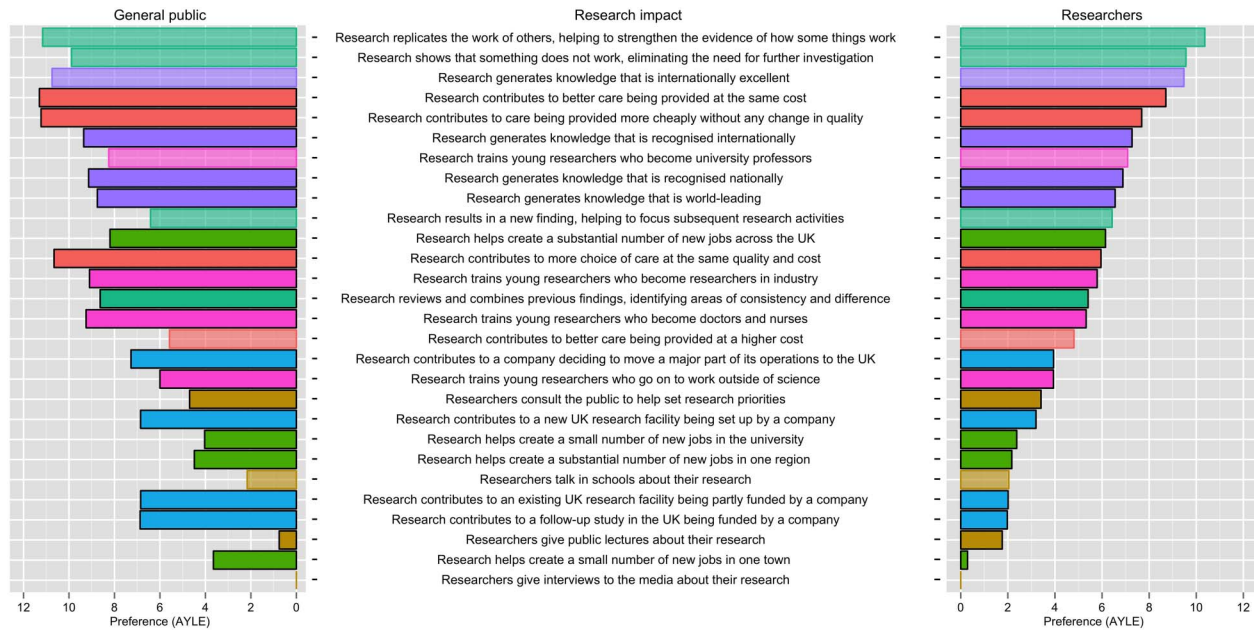 General public
Research impact
Researchers
Research replicates the work of others, helping to strengthen the evidence of how some things work
Research shows that something does not work, eliminating the need for further investigation
Research generates knowledge that is internationally excellent
Research contributes to better care being provided at the same cost
Research contributes to care being provided more cheaply without any change in quality
Research generates knowledge that is recognised internationally
Research trains young researchers who become university professors
Research generates knowledge that is recognised nationally
Research generates knowledge that is world-leading
Research results in a new finding, helping to focus subsequent research activities
Research helps create a substantial number of new jobs across the UK
Research contributes to more choice of care at the same quality and cost
Research trains young researchers who become researchers in industry
Research reviews and combines previous findings, identifying areas of consistency and difference
Research trains young researchers who become doctors and nurses
Research contributes to better care being provided at a higher cost
Research contributes to a company deciding to move a major part of its operations to the UK
Research trains young researchers who go on to work outside of science
Researchers consult the public to help set research priorities
Research contributes to a new UK research facility being set up by a company
Research helps create a small number of new jobs in the university
Research helps create a substantial number of new jobs in one region
Researchers talk in schools about their research
Research contributes to an existing UK research facility being partly funded by a company
Research contributes to a follow-up study in the UK being funded by a company
Researchers give public lectures about their research
Research helps create a small number of new jobs in one town
Researchers give interviews to the media about their research
12 10 8 6 4 2 0
0 2 4 6 8 10 12
Preference (AYLE)
Preference (AYLE)